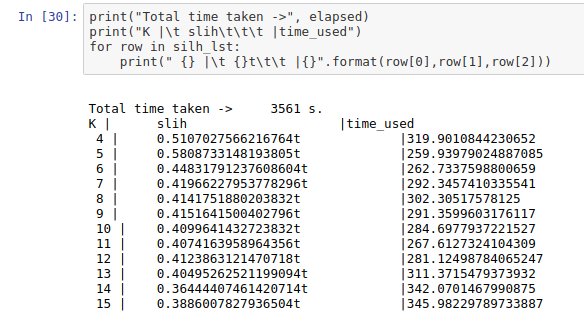 In [30]: print("Total time taken ->", elapsed)
print("K |\t slih\t\t\t |time_used")
for row in silh_lst:
    print(" {} |\t {}t\t\t |{}".format(row[0],row[1],row[2]))
Total time taken ->     3561 s.
K |      slih                    |time_used
 4 |     0.5107027566216764t             |319.9010844230652
 5 |     0.5808733148193805t             |259.93979024887085
 6 |     0.44831791237608604t            |262.7337598800659
 7 |     0.41966227953778296t            |292.3457410335541
 8 |     0.4141751880203832t             |302.30517578125
 9 |     0.4151641500402796t             |291.3599603176117
 10 |    0.4099641432723832t             |284.6977937221527
 11 |    0.4074163958964356t             |267.6127324104309
 12 |    0.4123863121470718t             |281.12498784065247
 13 |    0.40495262521199094t            |311.3715479373932
 14 |    0.36444407461420714t            |342.0701467990875
 15 |    0.3886007827936504t             |345.98229789733887